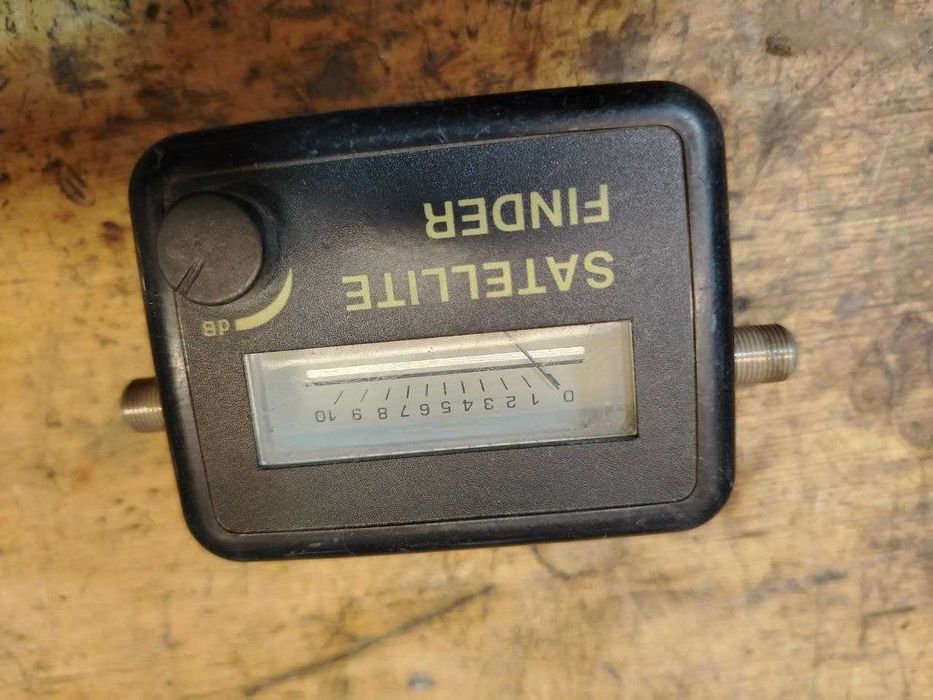 0 1 2 3 4 5 6 7 8 9 10
dB
SATELLITE
FINDER